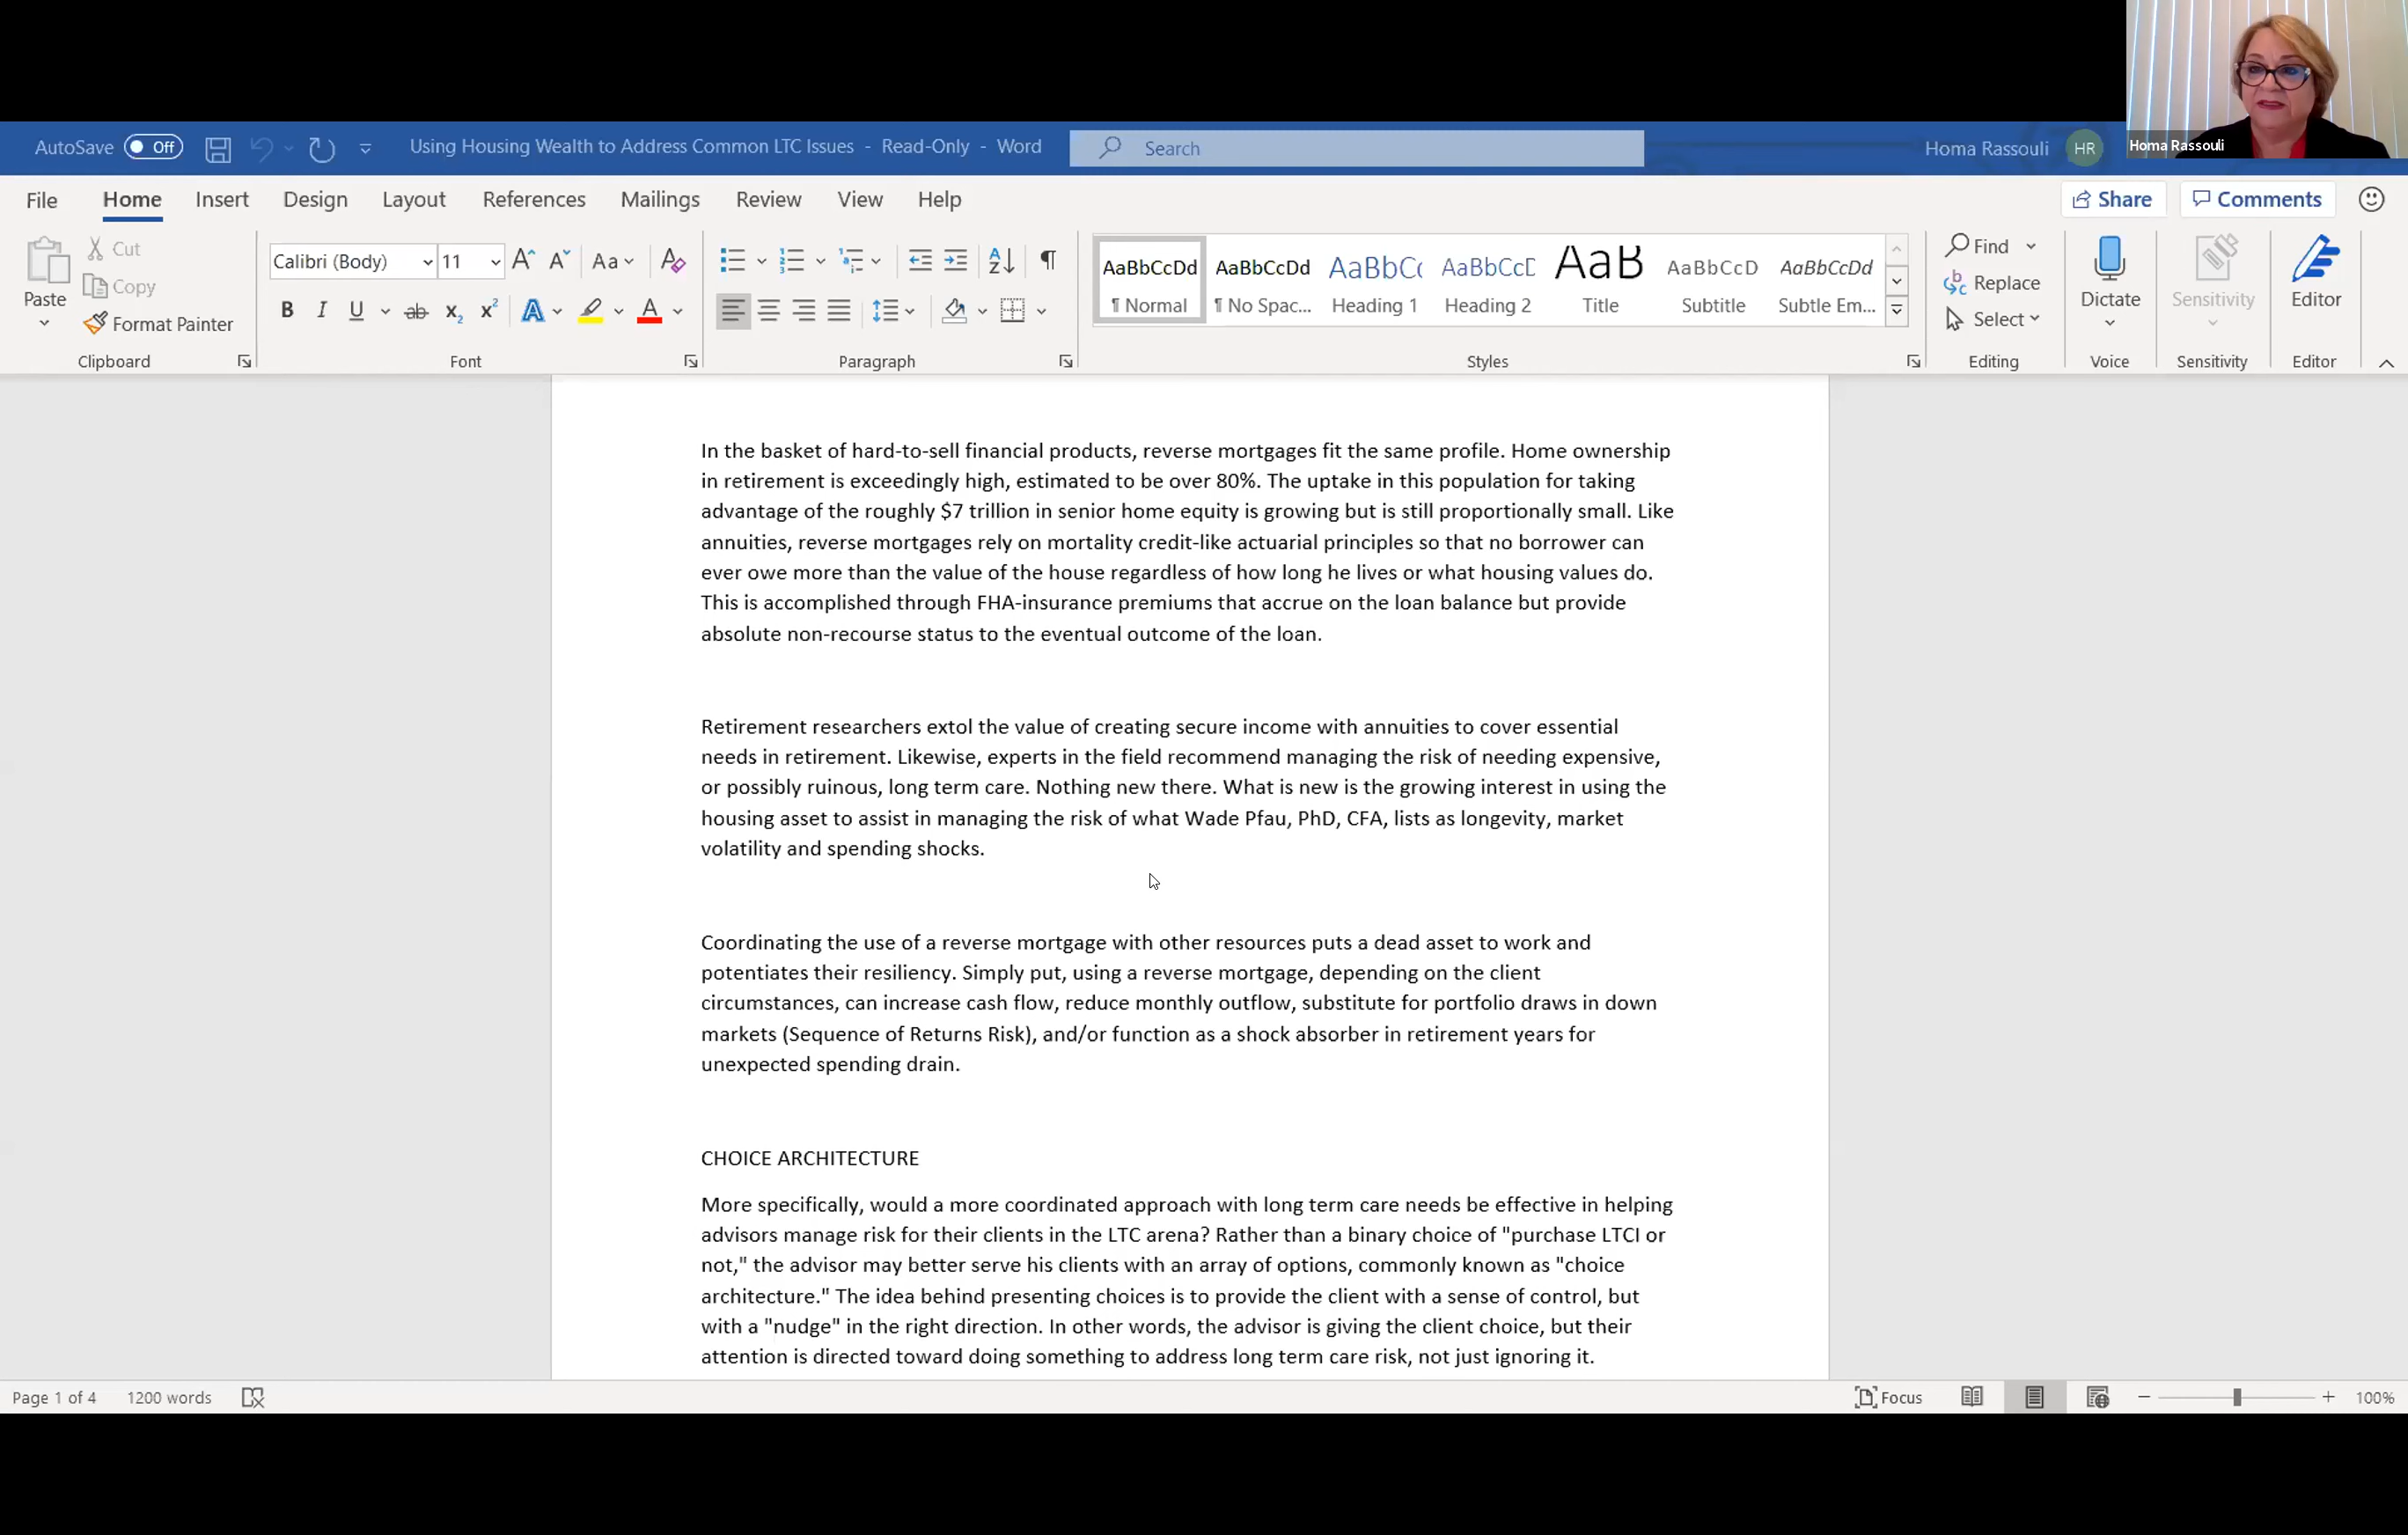 Homa Rassouli
AutoSave Off
Using Housing Wealth to Address Common LTC Issues - Read-Only - Word
Search
Homa Rassouli HR
File Home Insert Design Layout References Mailings Review View Help
Share Comments
Paste
Cut
Copy
Format Painter
Clipboard
Calibri (Body) 11
Font
Paragraph
AaBbCcDd AaBbCcDd AaBbC AaBbCc AaB AaBbCcD AaBbCcDd
¶ Normal ¶ No Spac... Heading 1 Heading 2 Title Subtitle Subtle Em...
Styles
Find
Replace
Select
Editing
Dictate
Voice
Sensitivity
Sensitivity
Editor
Editor
In the basket of hard-to-sell financial products, reverse mortgages fit the same profile. Home ownership
in retirement is exceedingly high, estimated to be over 80%. The uptake in this population for taking
advantage of the roughly $7 trillion in senior home equity is growing but is still proportionally small. Like
annuities, reverse mortgages rely on mortality credit-like actuarial principles so that no borrower can
ever owe more than the value of the house regardless of how long he lives or what housing values do.
This is accomplished through FHA-insurance premiums that accrue on the loan balance but provide
absolute non-recourse status to the eventual outcome of the loan.
Retirement researchers extol the value of creating secure income with annuities to cover essential
needs in retirement. Likewise, experts in the field recommend managing the risk of needing expensive,
or possibly ruinous, long term care. Nothing new there. What is new is the growing interest in using the
housing asset to assist in managing the risk of what Wade Pfau, PhD, CFA, lists as longevity, market
volatility and spending shocks.
Coordinating the use of a reverse mortgage with other resources puts a dead asset to work and
potentiates their resiliency. Simply put, using a reverse mortgage, depending on the client
circumstances, can increase cash flow, reduce monthly outflow, substitute for portfolio draws in down
markets (Sequence of Returns Risk), and/or function as a shock absorber in retirement years for
unexpected spending drain.
CHOICE ARCHITECTURE
More specifically, would a more coordinated approach with long term care needs be effective in helping
advisors manage risk for their clients in the LTC arena? Rather than a binary choice of "purchase LTCI or
not," the advisor may better serve his clients with an array of options, commonly known as "choice
architecture." The idea behind presenting choices is to provide the client with a sense of control, but
with a "nudge" in the right direction. In other words, the advisor is giving the client choice, but their
attention is directed toward doing something to address long term care risk, not just ignoring it.
Page 1 of 4 1200 words
Focus
100%